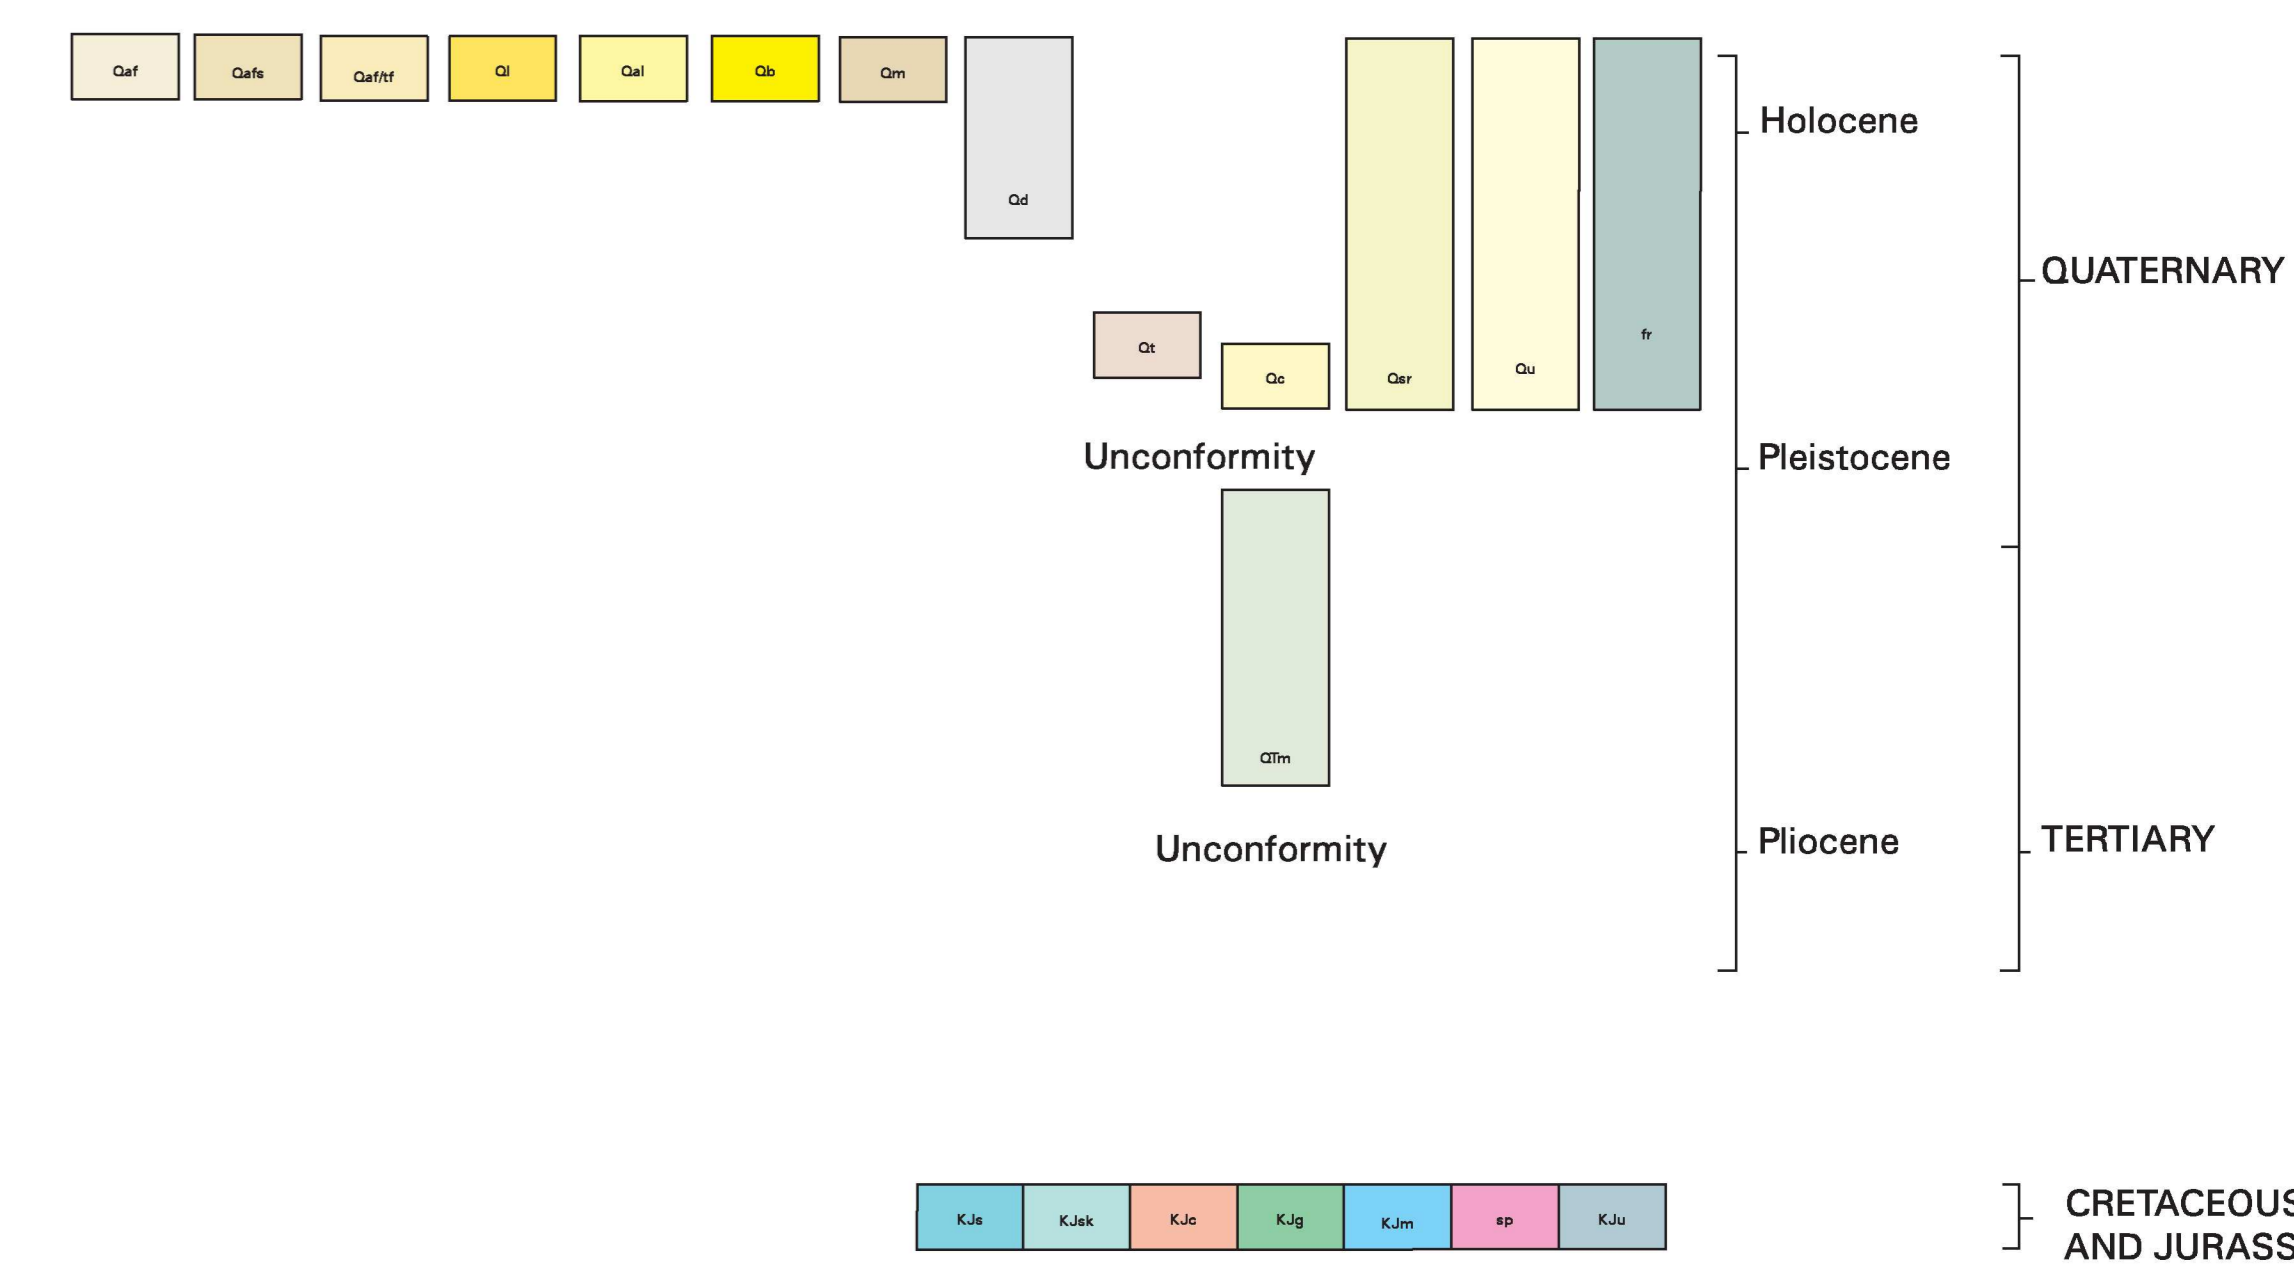 Qaf
Qafs
Qaf/tf
Ql
Qal
Qb
Qm
Holocene
Qd
QUATERNARY
fr
Qt
Qc
Qsr
Qu
Unconformity
Pleistocene
QTm
Unconformity
Pliocene
TERTIARY
KJs
KJsk
KJc
KJg
KJm
sp
KJu
CRETACEOUS
AND JURASS